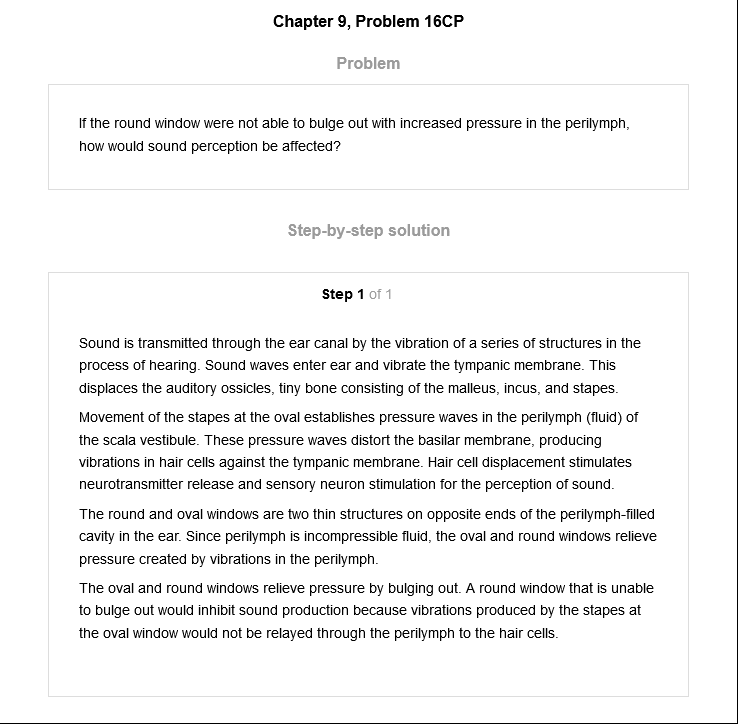 Chapter 9, Problem 16CP
Problem
If the round window were not able to bulge out with increased pressure in the perilymph,
how would sound perception be affected?
Step-by-step solution
Step 1 of 1
Sound is transmitted through the ear canal by the vibration of a series of structures in the
process of hearing. Sound waves enter ear and vibrate the tympanic membrane. This
displaces the auditory ossicles, tiny bone consisting of the malleus, incus, and stapes.
Movement of the stapes at the oval establishes pressure waves in the perilymph (fluid) of
the scala vestibule. These pressure waves distort the basilar membrane, producing
vibrations in hair cells against the tympanic membrane. Hair cell displacement stimulates
neurotransmitter release and sensory neuron stimulation for the perception of sound.
The round and oval windows are two thin structures on opposite ends of the perilymph-filled
cavity in the ear. Since perilymph is incompressible fluid, the oval and round windows relieve
pressure created by vibrations in the perilymph.
The oval and round windows relieve pressure by bulging out. A round window that is unable
to bulge out would inhibit sound production because vibrations produced by the stapes at
the oval window would not be relayed through the perilymph to the hair cells.